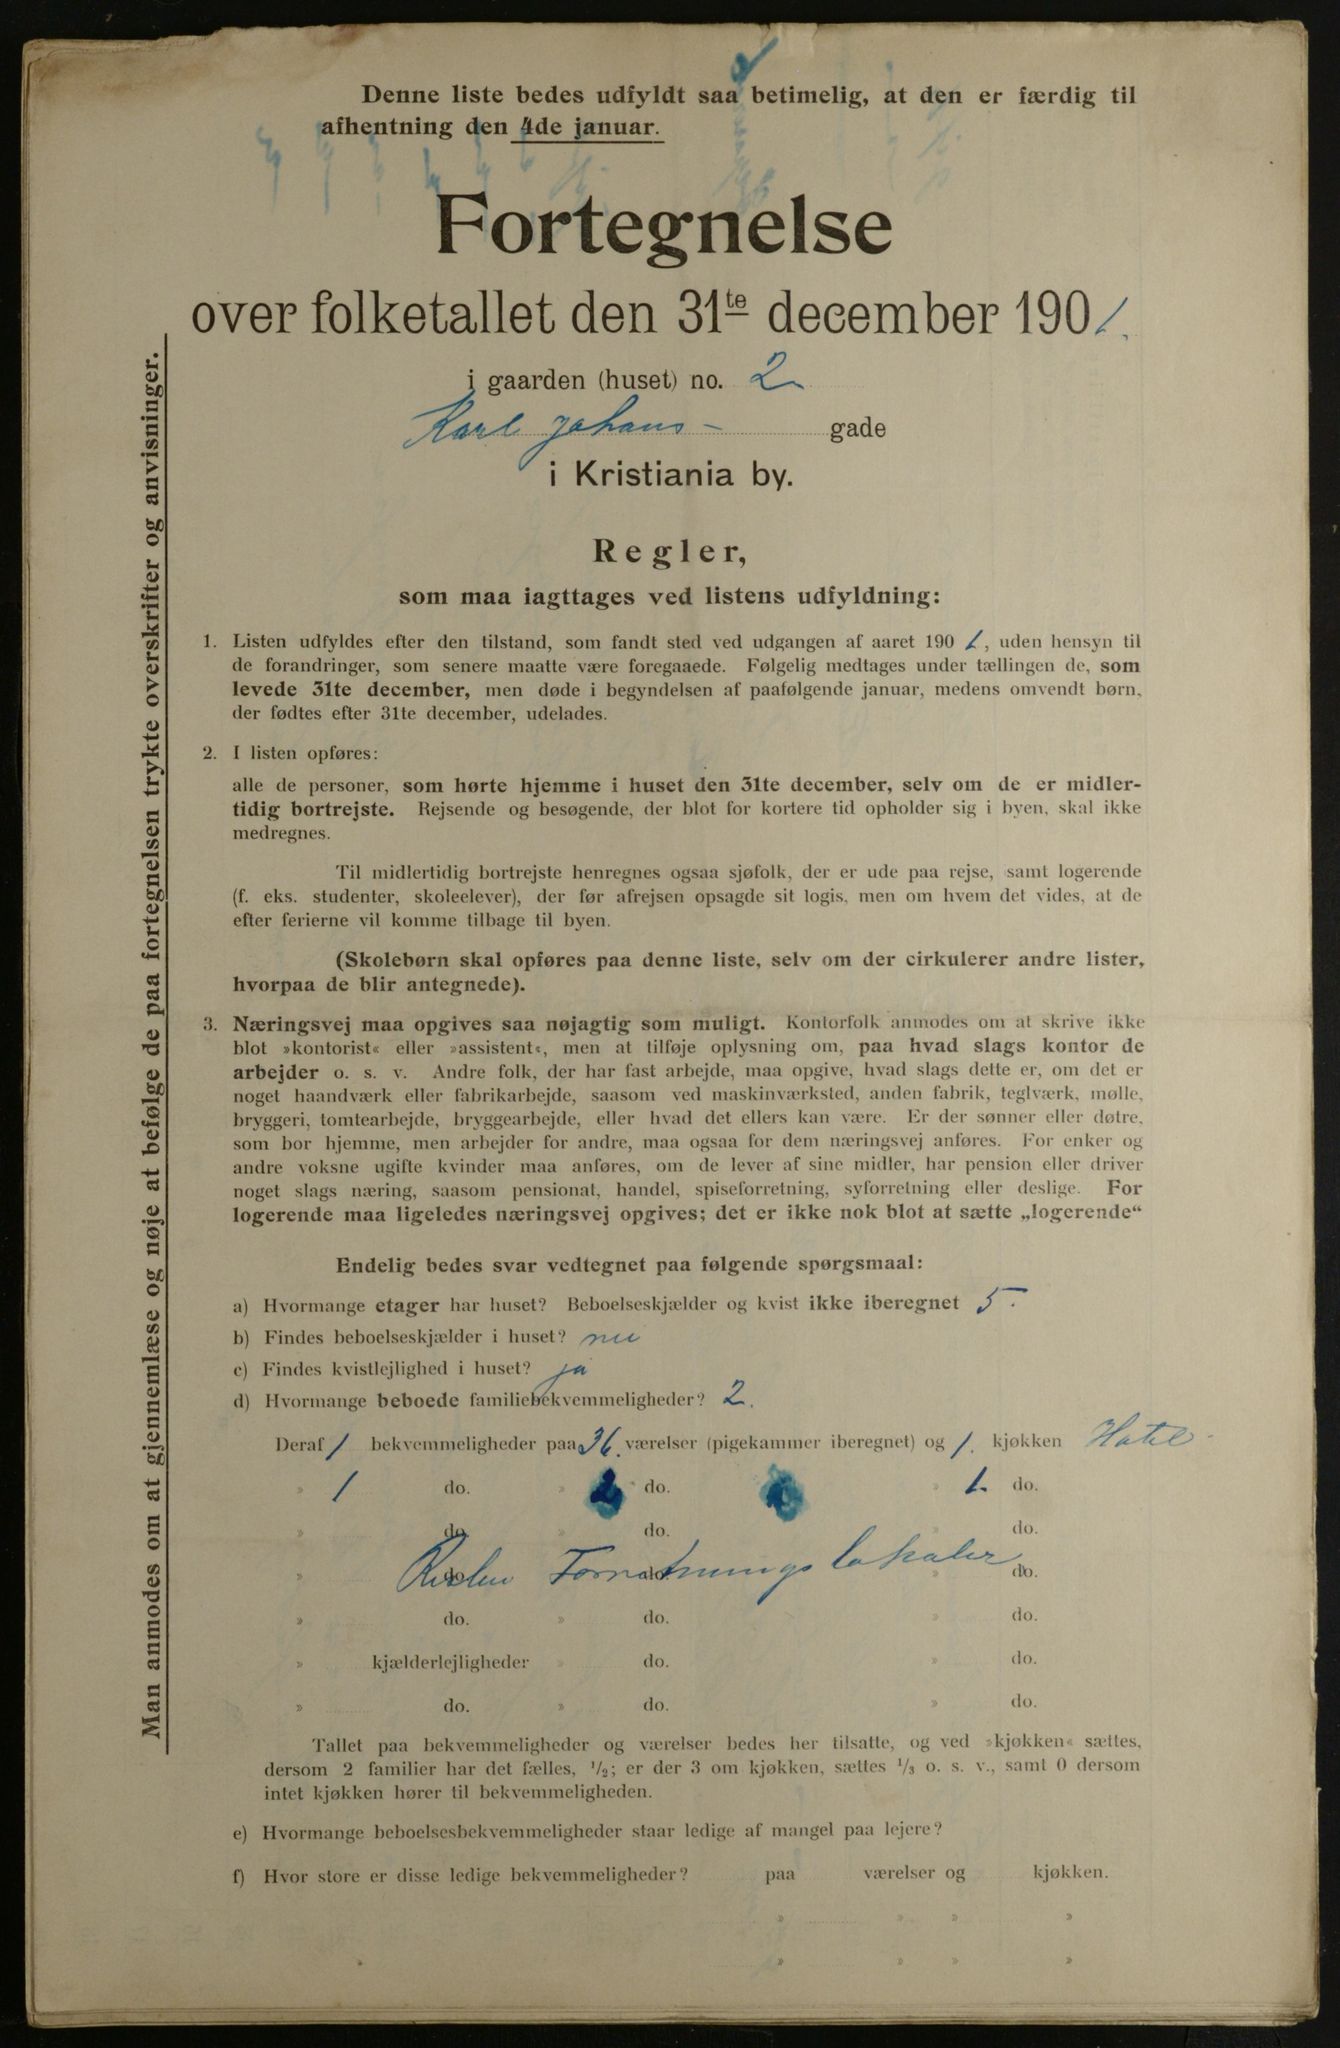 Denne liste bedes udfyldt saa betimelig, at den er færdig til
afhentning den 4de januar.
Fortegnelse
over folketallet den 31te december 1901.
i gaarden (huset) no. 2
Karl Johans- gade
i Kristiania by.
Regler,
som maa iagttages ved listens udfyldning:
1. Listen udfyldes efter den tilstand, som fandt sted ved udgangen af aaret 1901, uden hensyn til
de forandringer, som senere maatte være foregaaede. Følgelig medtages under tællingen de, som
levede 31te december, men døde i begyndelsen af paafølgende januar, medens omvendt børn,
der fødtes efter 31te december, udelades.
2. I listen opføres:
alle de personer, som hørte hjemme i huset den 31te december, selv om de er midler-
tidig bortrejste. Rejsende og besøgende, der blot for kortere tid opholder sig i byen, skal ikke
medregnes.
Til midlertidig bortrejste henregnes ogsaa sjøfolk, der er ude paa rejse, samt logerende
(f. eks. studenter, skoleelever), der før afrejsen opsagde sit logis, men om hvem det vides, at de
efter ferierne vil komme tilbage til byen.
(Skolebørn skal opføres paa denne liste, selv om der cirkulerer andre lister,
hvorpaa de blir antegnede).
3. Næringsvej maa opgives saa nøjagtig som muligt. Kontorfolk anmodes om at skrive ikke
blot »kontorist« eller »assistent«, men at tilføje oplysning om, paa hvad slags kontor de
arbejder o. s. v. Andre folk, der har fast arbejde, maa opgive, hvad slags dette er, om det er
noget haandværk eller fabrikarbejde, saasom ved maskinværksted, anden fabrik, teglværk, mølle,
bryggeri, tomtearbejde, bryggearbejde, eller hvad det ellers kan være. Er der sønner eller døtre,
som bor hjemme, men arbejder for andre, maa ogsaa for dem næringsvej anføres. For enker og
andre voksne ugifte kvinder maa anføres, om de lever af sine midler, har pension eller driver
noget slags næring, saasom pensionat, handel, spiseforretning, syforretning eller deslige. For
logerende maa ligeledes næringsvej opgives; det er ikke nok blot at sætte „logerende“
Endelig bedes svar vedtegnet paa følgende spørgsmaal:
a) Hvormange etager har huset? Beboelseskjælder og kvist ikke iberegnet 5.
b) Findes beboelseskjælder i huset? nei
c) Findes kvistlejlighed i huset? ja
d) Hvormange beboede familiebekvemmeligheder? 2.
Deraf 1 bekvemmeligheder paa 36. værelser (pigekammer iberegnet) og 1. kjøkken Hotel.
» 1 do. » 2 do. » 1. do.
» do. » do. do.
» do. do. do.
Resten Forretningslokaler
» do. » do. » do.
» kjælderlejligheder » do. » do.
» do. » do. » do.
Tallet paa bekvemmeligheder og værelser bedes her tilsatte, og ved »kjøkken« sættes,
dersom 2 familier har det fælles, 1/2; er der 3 om kjøkken, sættes 1/3 o. s. v., samt 0 dersom
intet kjøkken hører til bekvemmeligheden.
e) Hvormange beboelsesbekvemmeligheder staar ledige af mangel paa lejere?
f) Hvor store er disse ledige bekvemmeligheder? paa værelser og kjøkken.
» » » »
» » » »
Man anmodes om at gjennemlæse og nøje at befølge de paa fortegnelsen trykte overskrifter og anvisninger.